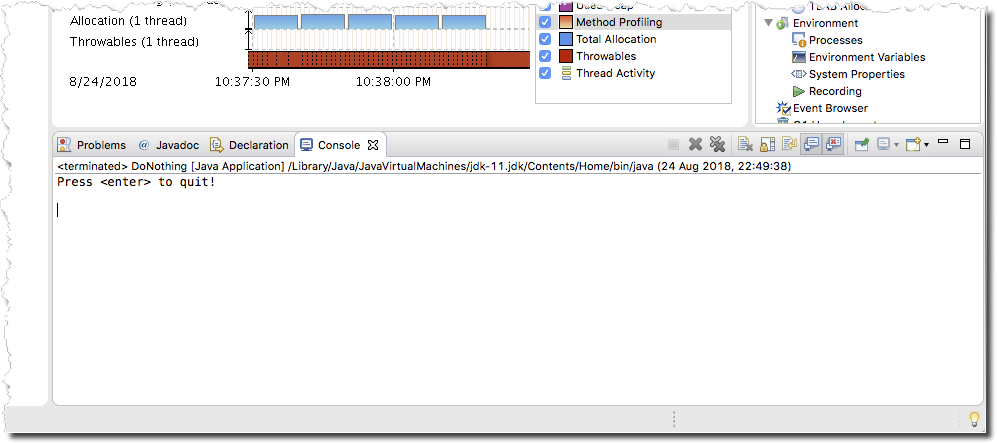 Allocation (1 thread)
Throwables (1 thread)
8/24/2018
10:37:30 PM
10:38:00 PM
Method Profiling
Total Allocation
Throwables
Thread Activity
Environment
Processes
Environment Variables
System Properties
Recording
Event Browser
Problems
@ Javadoc
Declaration
Console
<terminated> DoNothing [Java Application] /Library/Java/JavaVirtualMachines/jdk-11.jdk/Contents/Home/bin/java (24 Aug 2018, 22:49:38)
Press <enter> to quit!